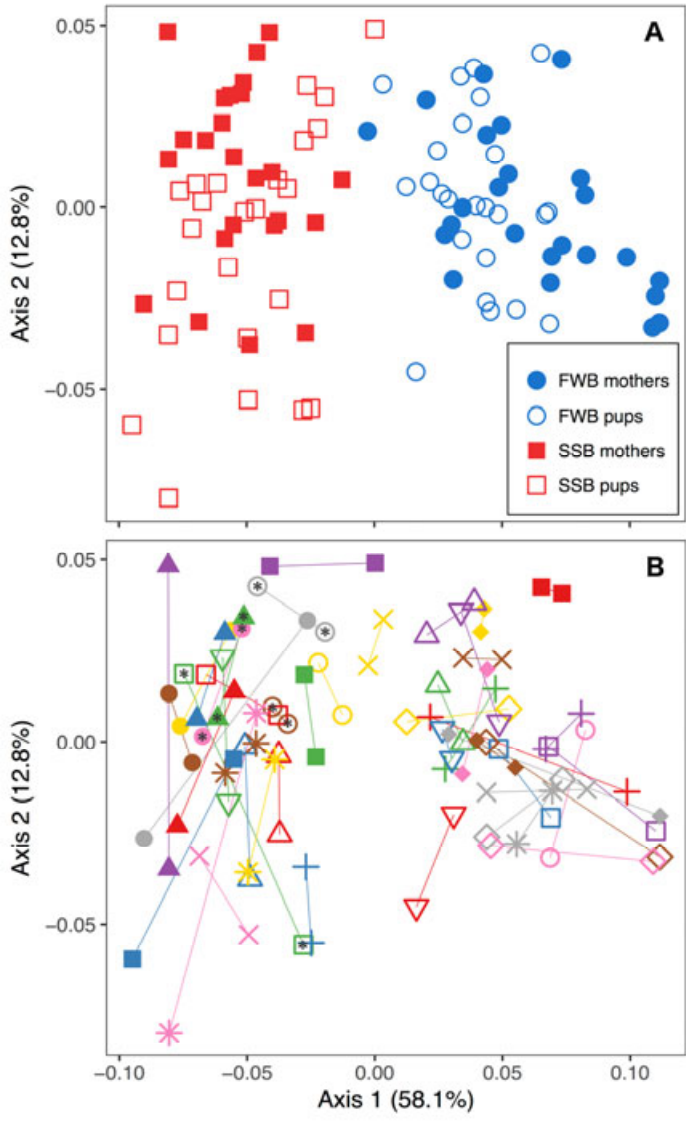 A
0.05
0.00
−0.05
Axis 2 (12.8%)
FWB mothers
FWB pups
SSB mothers
SSB pups
B
0.05
0.00
−0.05
Axis 2 (12.8%)
−0.10 −0.05 0.00 0.05 0.10
Axis 1 (58.1%)